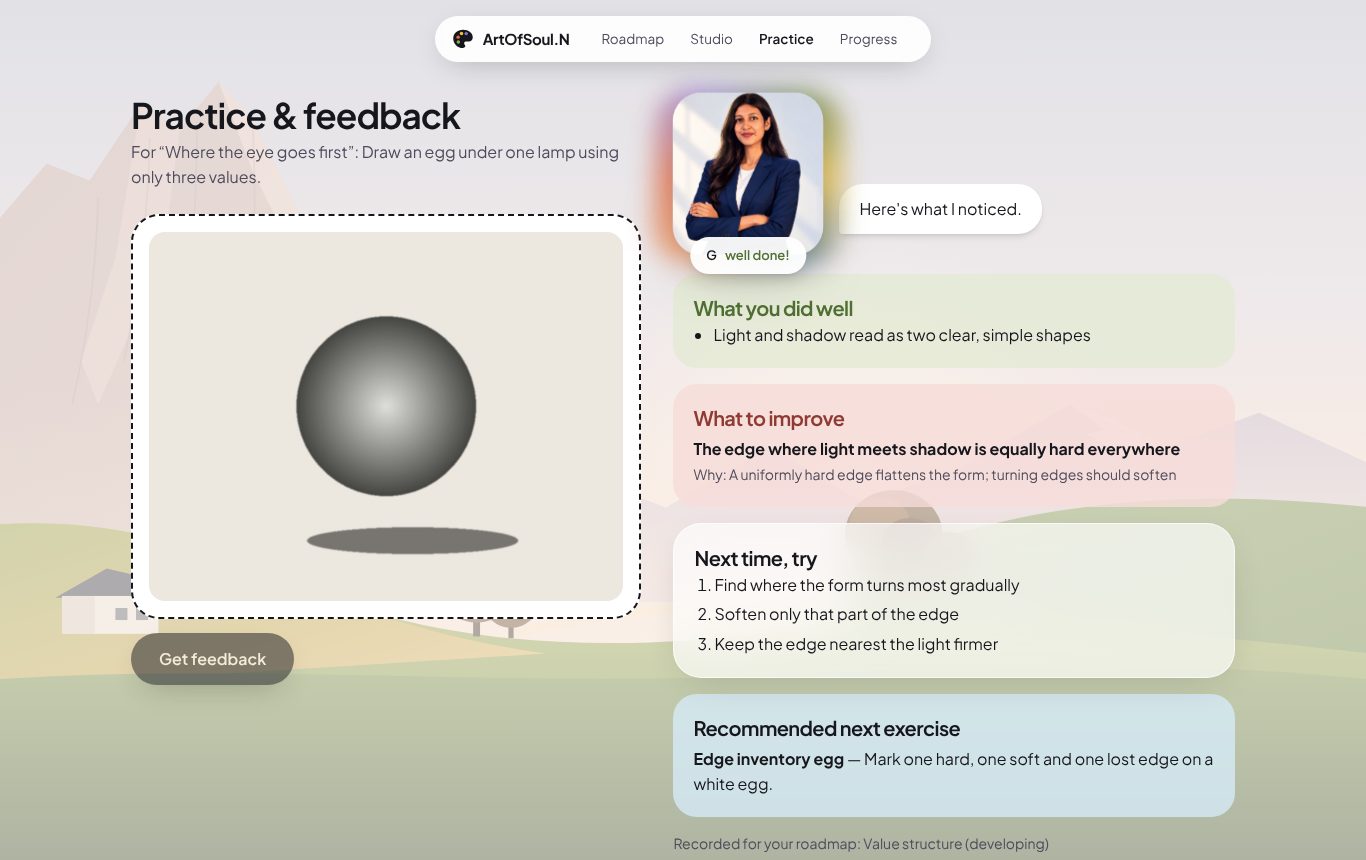 ArtOfSoul.N
Roadmap
Studio
Practice
Progress
Practice & feedback
For “Where the eye goes first”: Draw an egg under one lamp using
only three values.
Get feedback
G well done!
Here's what I noticed.
What you did well
• Light and shadow read as two clear, simple shapes
What to improve
The edge where light meets shadow is equally hard everywhere
Why: A uniformly hard edge flattens the form; turning edges should soften
Next time, try
1. Find where the form turns most gradually
2. Soften only that part of the edge
3. Keep the edge nearest the light firmer
Recommended next exercise
Edge inventory egg — Mark one hard, one soft and one lost edge on a
white egg.
Recorded for your roadmap: Value structure (developing)